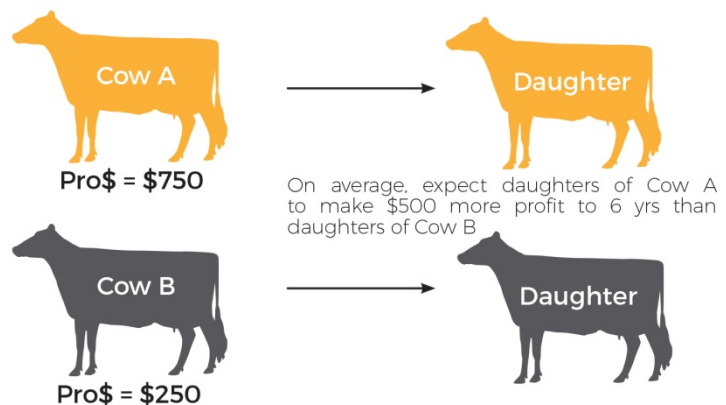 Cow A
Daughter
Pro$ = $750
On average, expect daughters of Cow A
to make $500 more profit to 6 yrs than
daughters of Cow B
Cow B
Daughter
Pro$ = $250